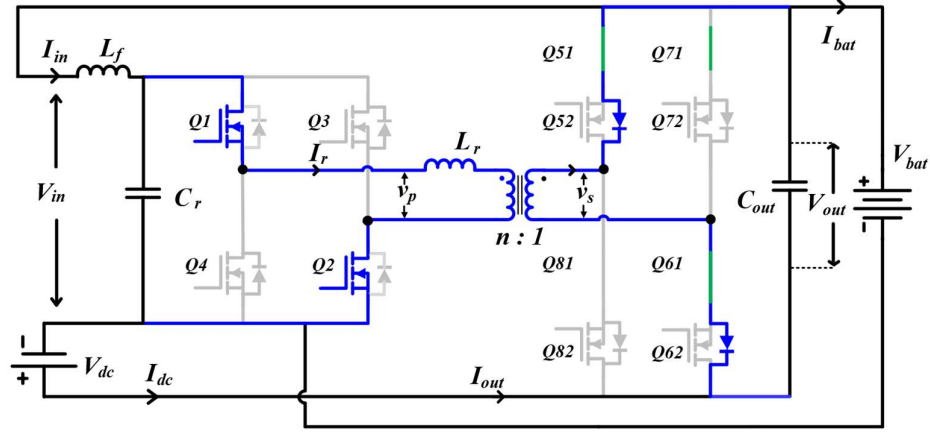 I_in
L_f
Q51
Q71
I_bat
Q1
Q3
Q52
Q72
V_in
C_r
I_r
L_r
v_p
v_s
C_out
V_out
V_bat
+
-
n : 1
Q4
Q2
Q81
Q61
Q82
Q62
-
+
V_dc
I_dc
I_out